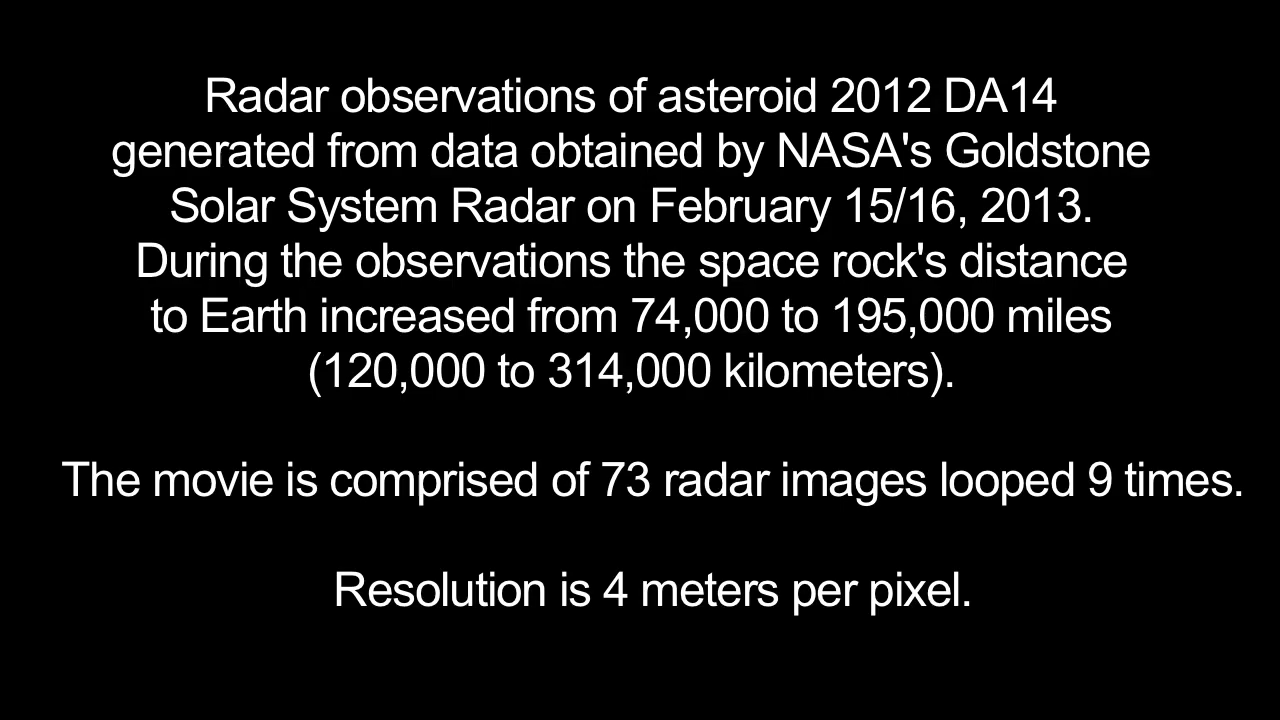 Radar observations of asteroid 2012 DA14
generated from data obtained by NASA's Goldstone
Solar System Radar on February 15/16, 2013.
During the observations the space rock's distance
to Earth increased from 74,000 to 195,000 miles
(120,000 to 314,000 kilometers).
The movie is comprised of 73 radar images looped 9 times.
Resolution is 4 meters per pixel.